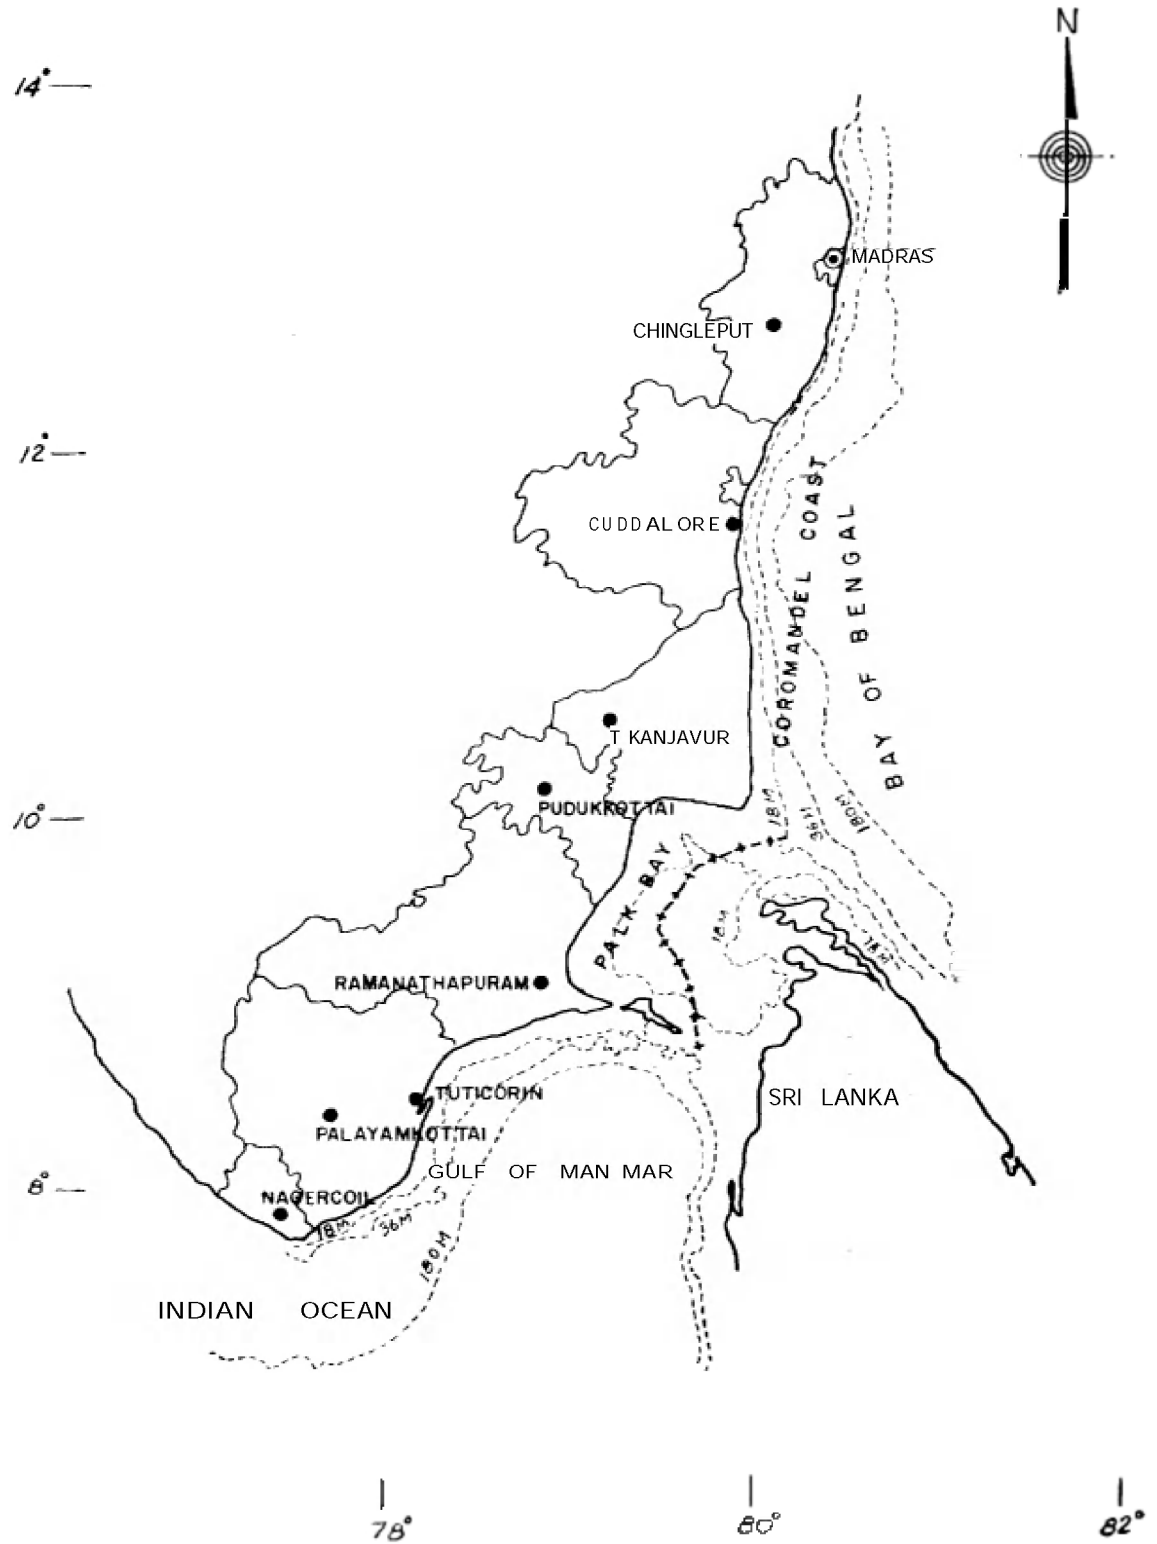 N
14°
MADRAS
CHINGLEPUT
12°
COROMANDEL COAST
BAY OF BENGAL
CUDDALORE
T KANJAVUR
PUDUKKOTTAI
18M
36M
180M
10°
PALK BAY
18M
18M
RAMANATHAPURAM
TUTICORIN
SRI LANKA
PALAYAMKOTTAI
GULF OF MAN MAR
8°
NAGERCOIL
18M
36M
180M
INDIAN OCEAN
78°
80°
82°